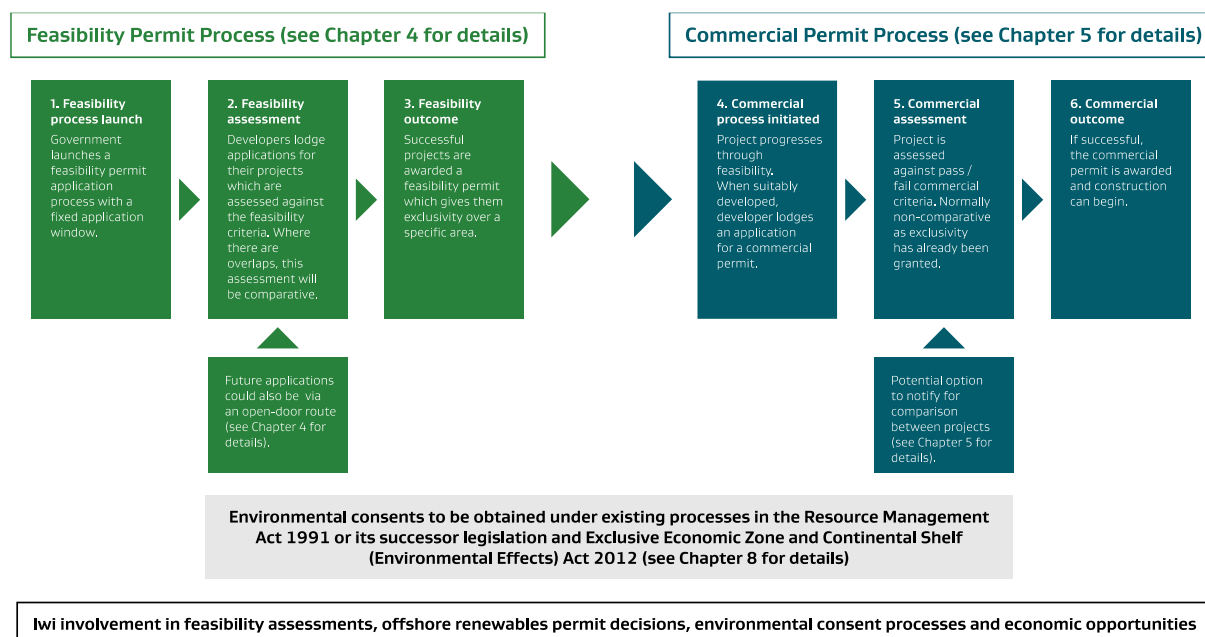 Feasibility Permit Process (see Chapter 4 for details)
Commercial Permit Process (see Chapter 5 for details)
1. Feasibility
process launch
Government
launches a
feasibility permit
application
process with a
fixed application
window.
2. Feasibility
assessment
Developers lodge
applications for
their projects
which are
assessed against
the feasibility
criteria. Where
there are
overlaps, this
assessment will
be comparative.
3. Feasibility
outcome
Successful
projects are
awarded a
feasibility permit
which gives them
exclusivity over a
specific area.
4. Commercial
process initiated
Project progresses
through
feasibility.
When suitably
developed,
developer lodges
an application
for a commercial
permit.
5. Commercial
assessment
Project is
assessed
against pass /
fail commercial
criteria. Normally
non-comparative
as exclusivity
has already been
granted.
6. Commercial
outcome
If successful,
the commercial
permit is awarded
and construction
can begin.
Future applications
could also be via
an open-door route
(see Chapter 4 for
details).
Potential option
to notify for
comparison
between projects
(see Chapter 5 for
details).
Environmental consents to be obtained under existing processes in the Resource Management
Act 1991 or its successor legislation and Exclusive Economic Zone and Continental Shelf
(Environmental Effects) Act 2012 (see Chapter 8 for details)
Iwi involvement in feasibility assessments, offshore renewables permit decisions, environmental consent processes and economic opportunities